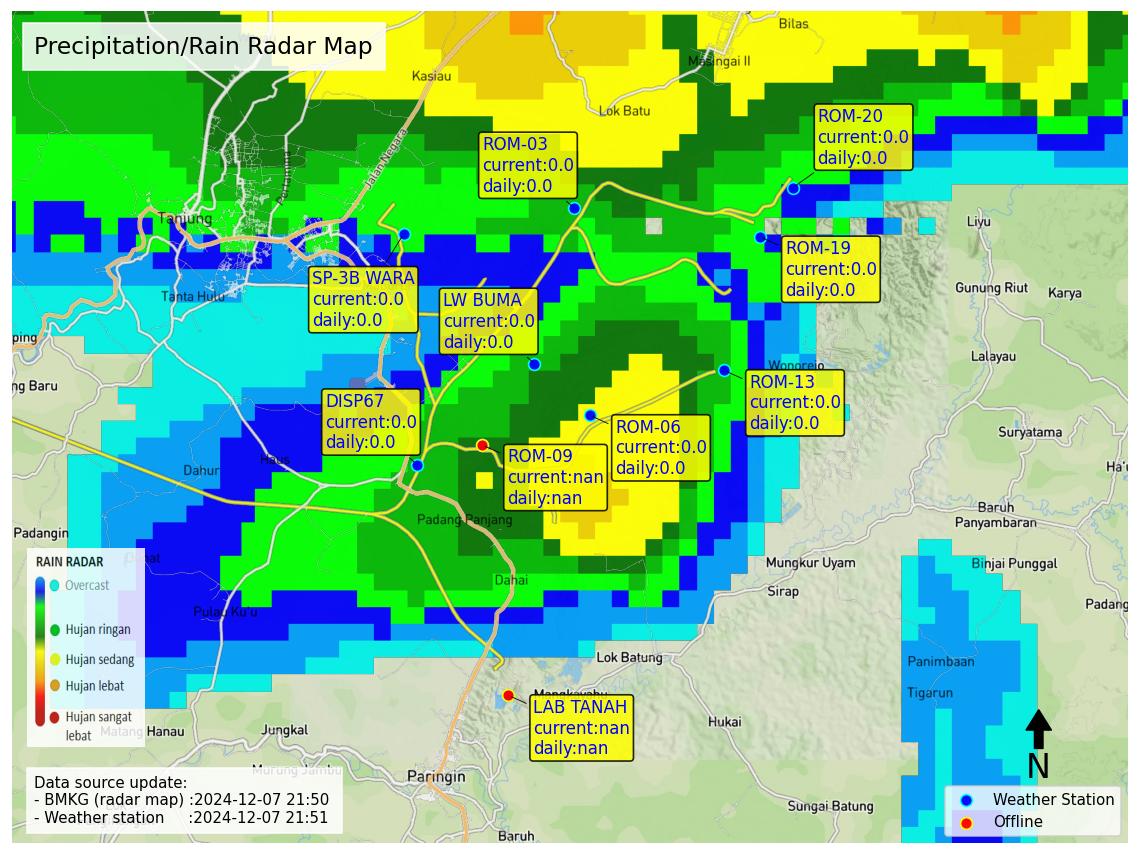 Precipitation/Rain Radar Map
Bilas
Masingai II
Kasiau
Lok Batu
Jalan Negara
Pertamina
Tanjung
Tanta Hulu
ROM-03
current:0.0
daily:0.0
ROM-20
current:0.0
daily:0.0
ROM-19
current:0.0
daily:0.0
SP-3B WARA
current:0.0
daily:0.0
LW BUMA
current:0.0
daily:0.0
Liyu
Gunung Riut
Karya
Lalayau
ping
ng Baru
Wonorejo
ROM-13
current:0.0
daily:0.0
DISP67
current:0.0
daily:0.0
ROM-06
current:0.0
daily:0.0
ROM-09
current:nan
daily:nan
Suryatama
Ha'u
Dahur
Haus
Padang Panjang
Baruh
Panyambaran
Padangin
Mungkur Uyam
Binjai Punggal
Dahai
Sirap
Padang
Pulau Ku'u
RAIN RADAR
Overcast
Hujan ringan
Hujan sedang
Hujan lebat
Hujan sangat
lebat
Lok Batung
Panimbaan
Tigarun
Mangkayahu
LAB TANAH
current:nan
daily:nan
Matang Hanau
Jungkal
Hukai
Murung Jambu
Paringin
Sungai Batung
Baruh
Data source update:
- BMKG (radar map) :2024-12-07 21:50
- Weather station :2024-12-07 21:51
N
Weather Station
Offline